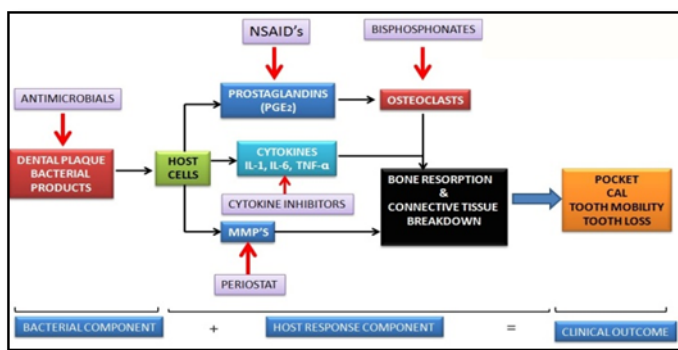 NSAID's
BISPHOSPHONATES
ANTIMICROBIALS
PROSTAGLANDINS
(PGE2)
OSTEOCLASTS
DENTAL PLAQUE
BACTERIAL
PRODUCTS
HOST
CELLS
CYTOKINES
IL-1, IL-6, TNF-α
CYTOKINE INHIBITORS
BONE RESORPTION
&
CONNECTIVE TISSUE
BREAKDOWN
POCKET
CAL
TOOTH MOBILITY
TOOTH LOSS
MMP'S
PERIOSTAT
BACTERIAL COMPONENT
+
HOST RESPONSE COMPONENT
=
CLINICAL OUTCOME